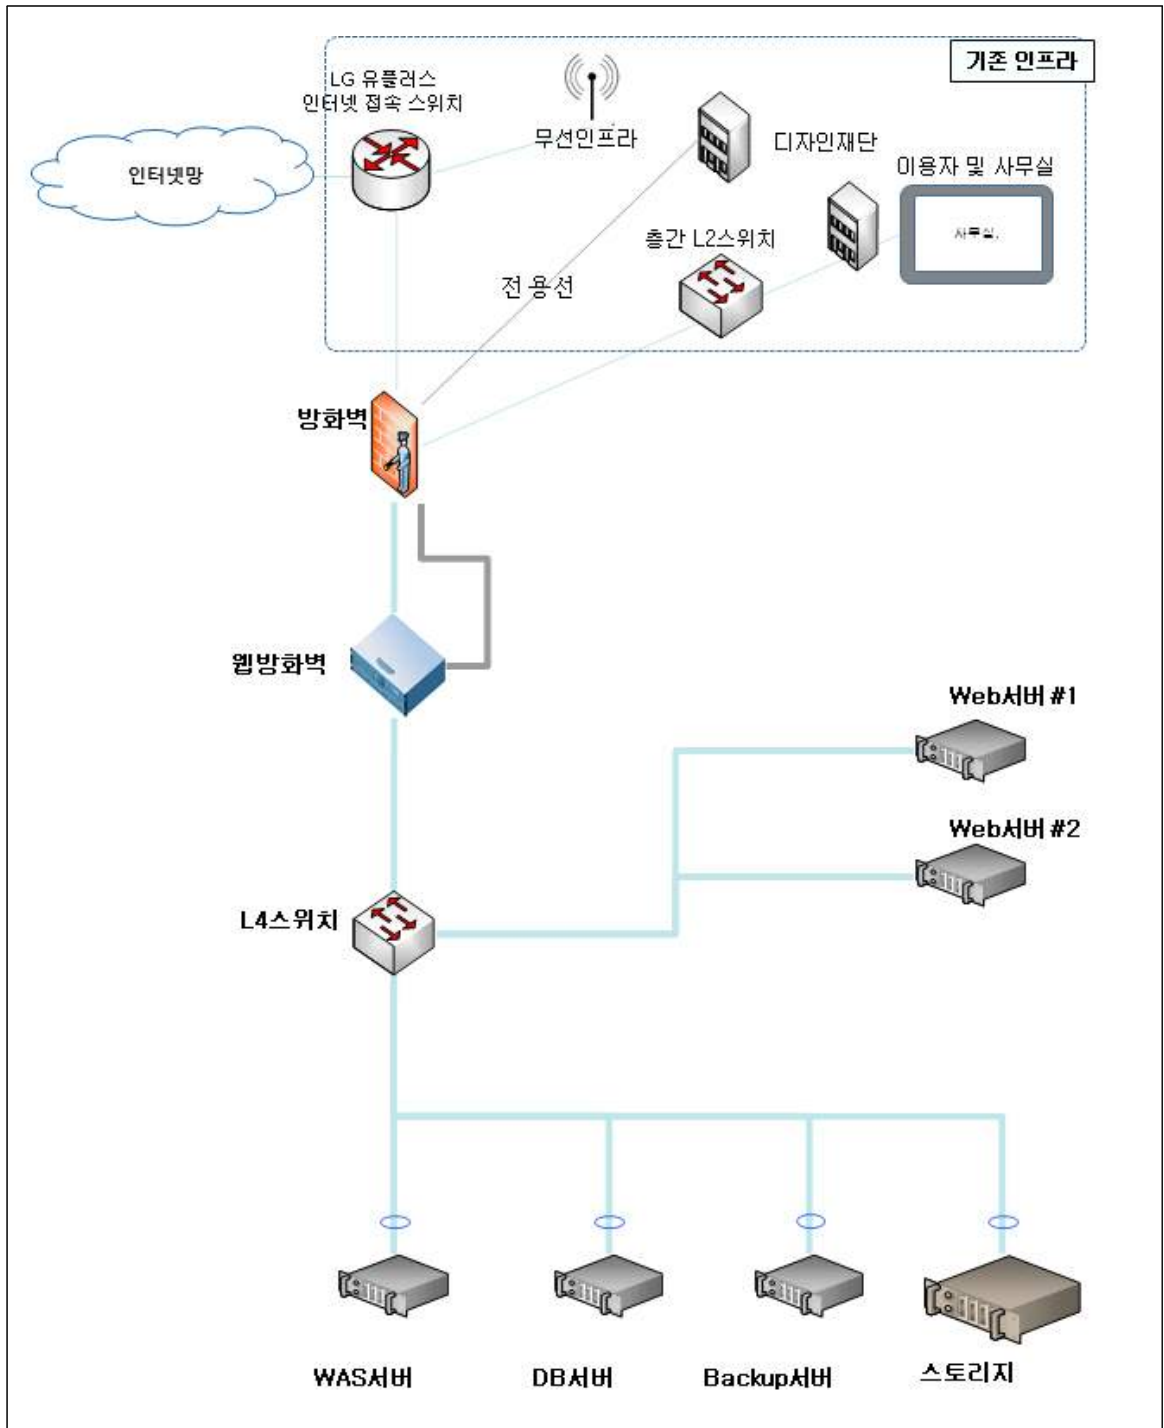 기존 인프라
LG 유플러스
인터넷 접속 스위치
무선인프라
디자인재단
이용자 및 사무실
인터넷망
사무실.
층간 L2스위치
전용선
방화벽
웹방화벽
Web서버 #1
Web서버 #2
L4스위치
WAS서버
DB서버
Backup서버
스토리지